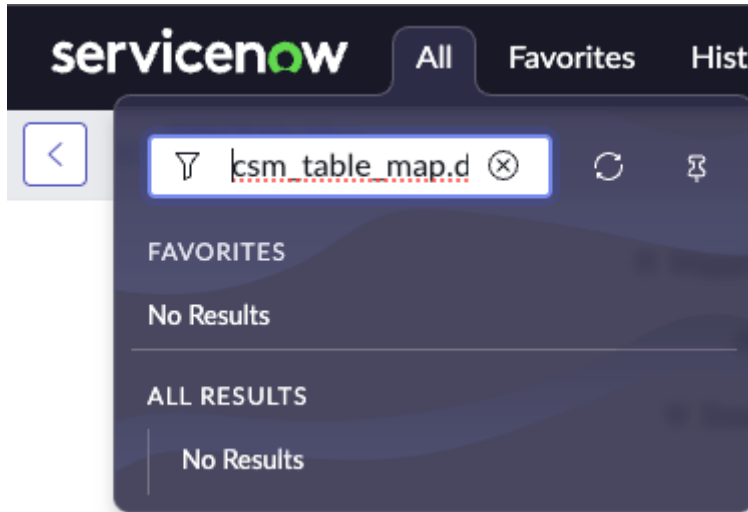 servicenow All Favorites Hist
csm_table_map.d
FAVORITES
No Results
ALL RESULTS
No Results